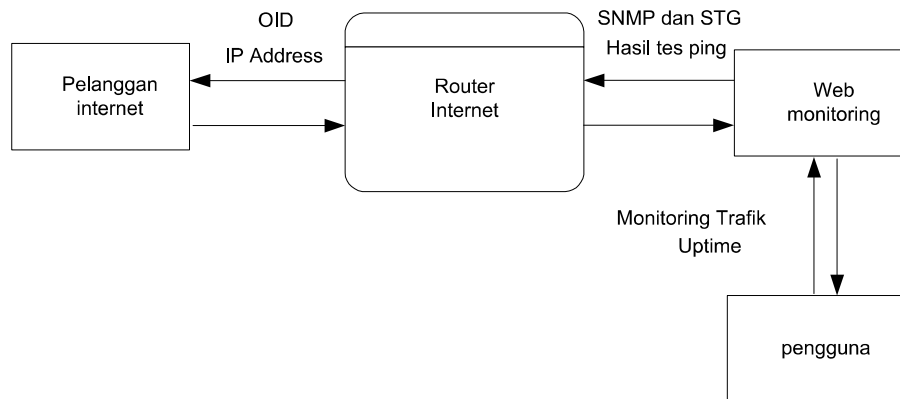 OID
IP Address
SNMP dan STG
Hasil tes ping
Pelanggan
internet
Router
Internet
Web
monitoring
Monitoring Trafik
Uptime
pengguna